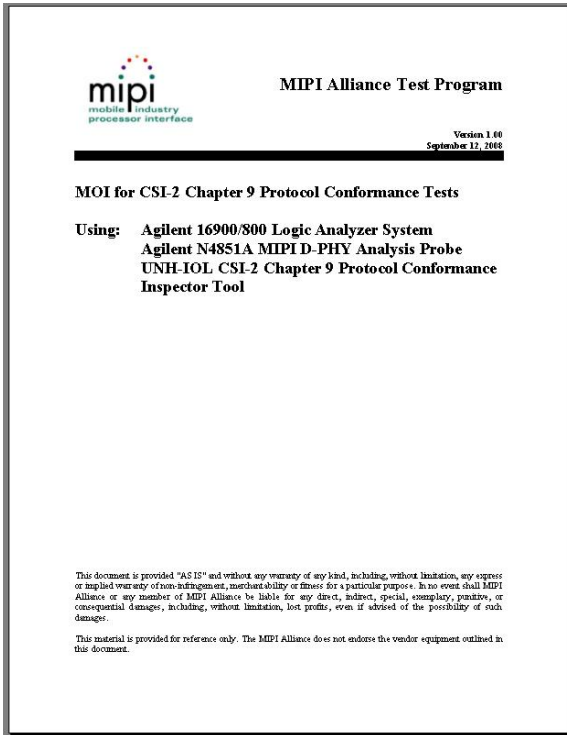 mipi
mobile industry
processor interface
MIPI Alliance Test Program
Version 1.00
September 12, 2008
MOI for CSI-2 Chapter 9 Protocol Conformance Tests
Using: Agilent 16900/800 Logic Analyzer System
Agilent N4851A MIPI D-PHY Analysis Probe
UNH-IOL CSI-2 Chapter 9 Protocol Conformance
Inspector Tool
This document is provided "AS IS" and without any warranty of any kind, including, without limitation, any express
or implied warranty of non-infringement, merchantability or fitness for a particular purpose. In no event shall MIPI
Alliance or any member of MIPI Alliance be liable for any direct, indirect, special, exemplary, punitive, or
consequential damages, including, without limitation, lost profits, even if advised of the possibility of such
damages.
This material is provided for reference only. The MIPI Alliance does not endorse the vendor equipment outlined in
this document.